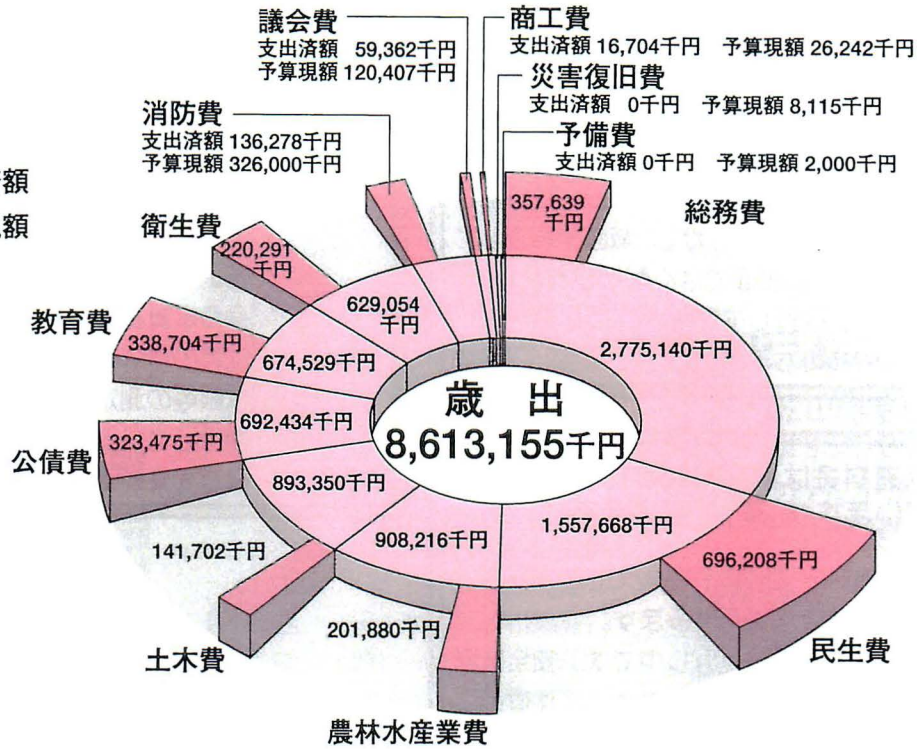 議会費
支出済額 59,362千円
予算現額 120,407千円
商工費
支出済額 16,704千円 予算現額 26,242千円
災害復旧費
支出済額 0千円 予算現額 8,115千円
予備費
支出済額 0千円 予算現額 2,000千円
消防費
支出済額 136,278千円
予算現額 326,000千円
額
額
衛生費
220,291
千円
629,054
千円
357,639
千円
総務費
2,775,140千円
教育費
338,704千円
674,529千円
歳 出
8,613,155千円
公債費
323,475千円
692,434千円
893,350千円
141,702千円
土木費
908,216千円
201,880千円
農林水産業費
1,557,668千円
696,208千円
民生費